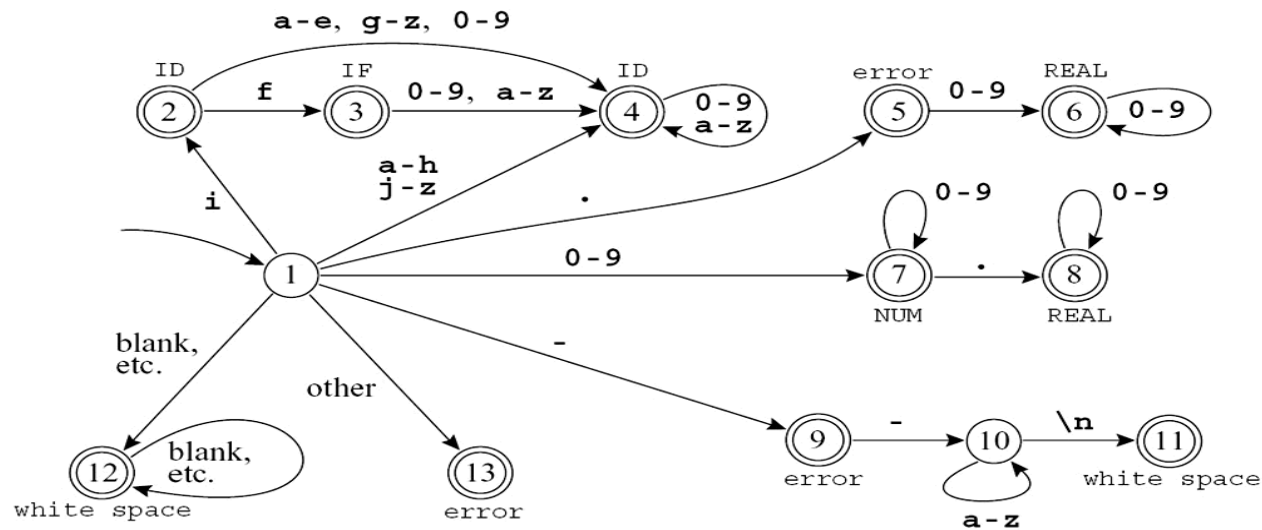 a-e, g-z, 0-9
ID
IF
ID
error
REAL
2
f
3
0-9, a-z
4
0-9
a-z
5
0-9
6
0-9
a-h
j-z
i
.
0-9
0-9
1
0-9
7
.
8
NUM
REAL
blank,
etc.
other
-
12
blank,
etc.
13
9
-
10
\n
11
white space
error
error
white space
a-z